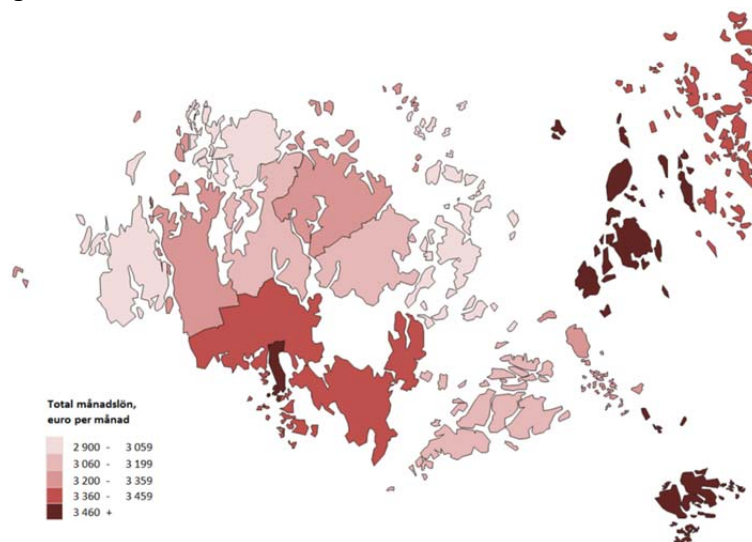 Total månadslön,
euro per månad
2 900 - 3 059
3 060 - 3 199
3 200 - 3 359
3 360 - 3 459
3 460 +